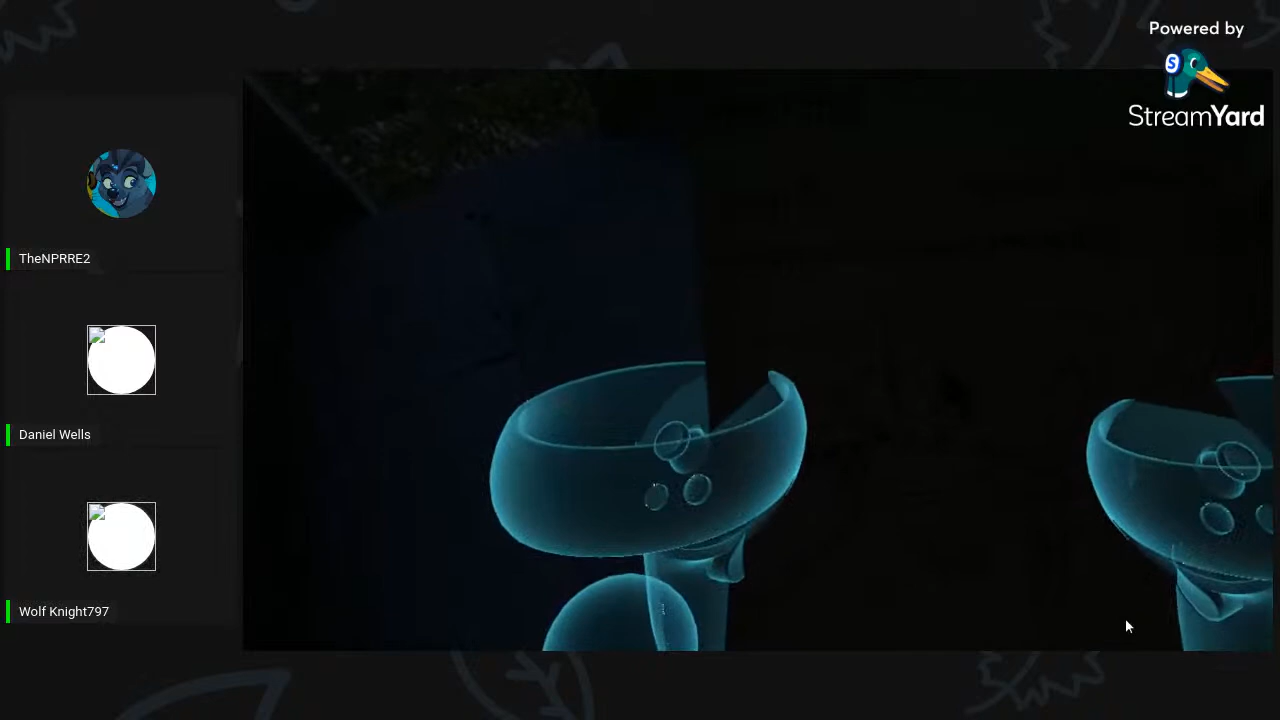 Powered by
StreamYard
TheNPRRE2
Daniel Wells
Wolf Knight797